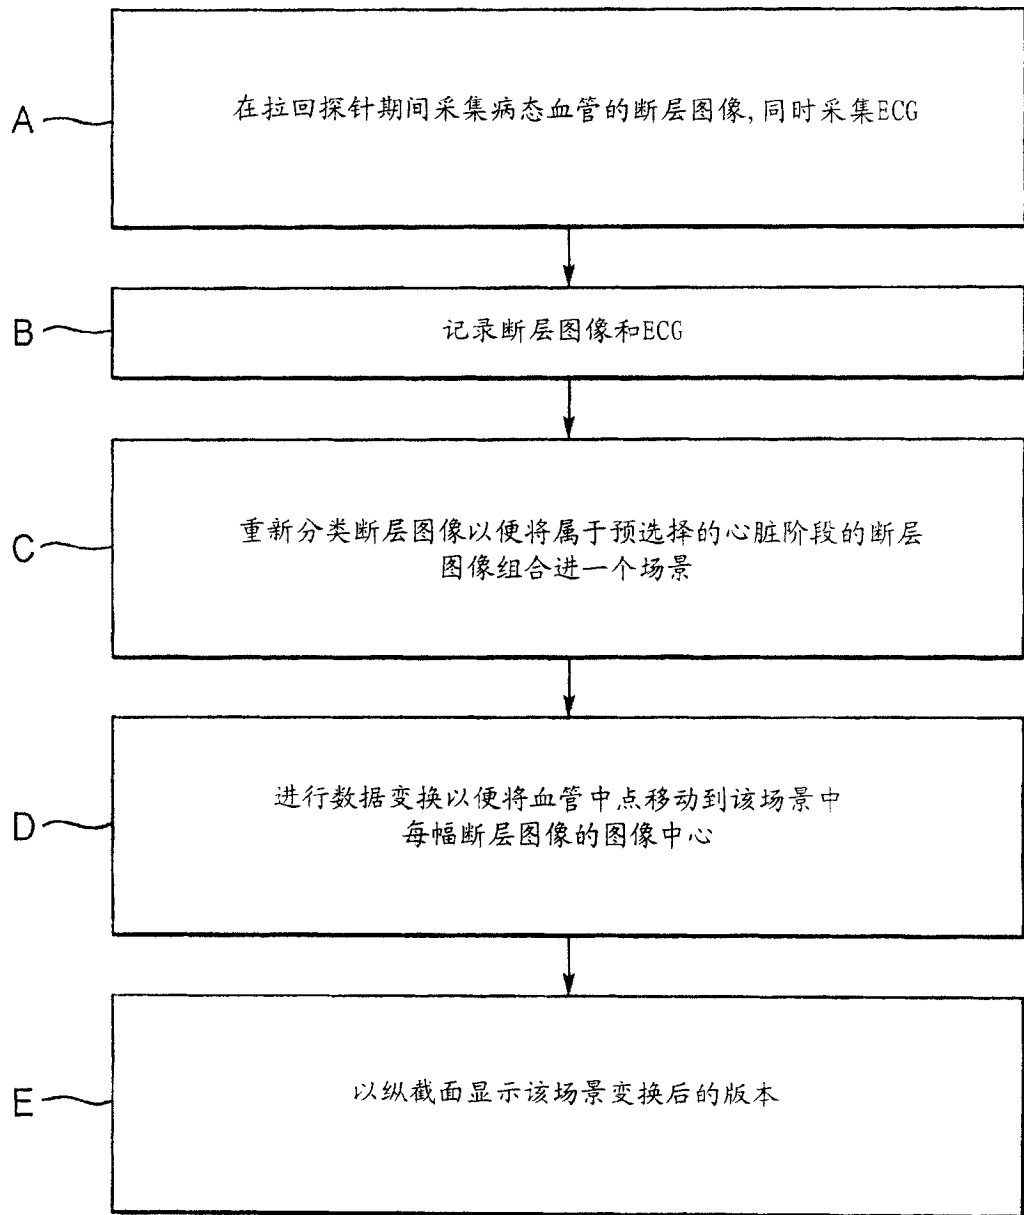 A
在拉回探针期间采集病态血管的断层图像,同时采集ECG
B
记录断层图像和ECG
C
重新分类断层图像以便将属于预选择的心脏阶段的断层
图像组合进一个场景
D
进行数据变换以便将血管中点移动到该场景中
每幅断层图像的图像中心
E
以纵截面显示该场景变换后的版本